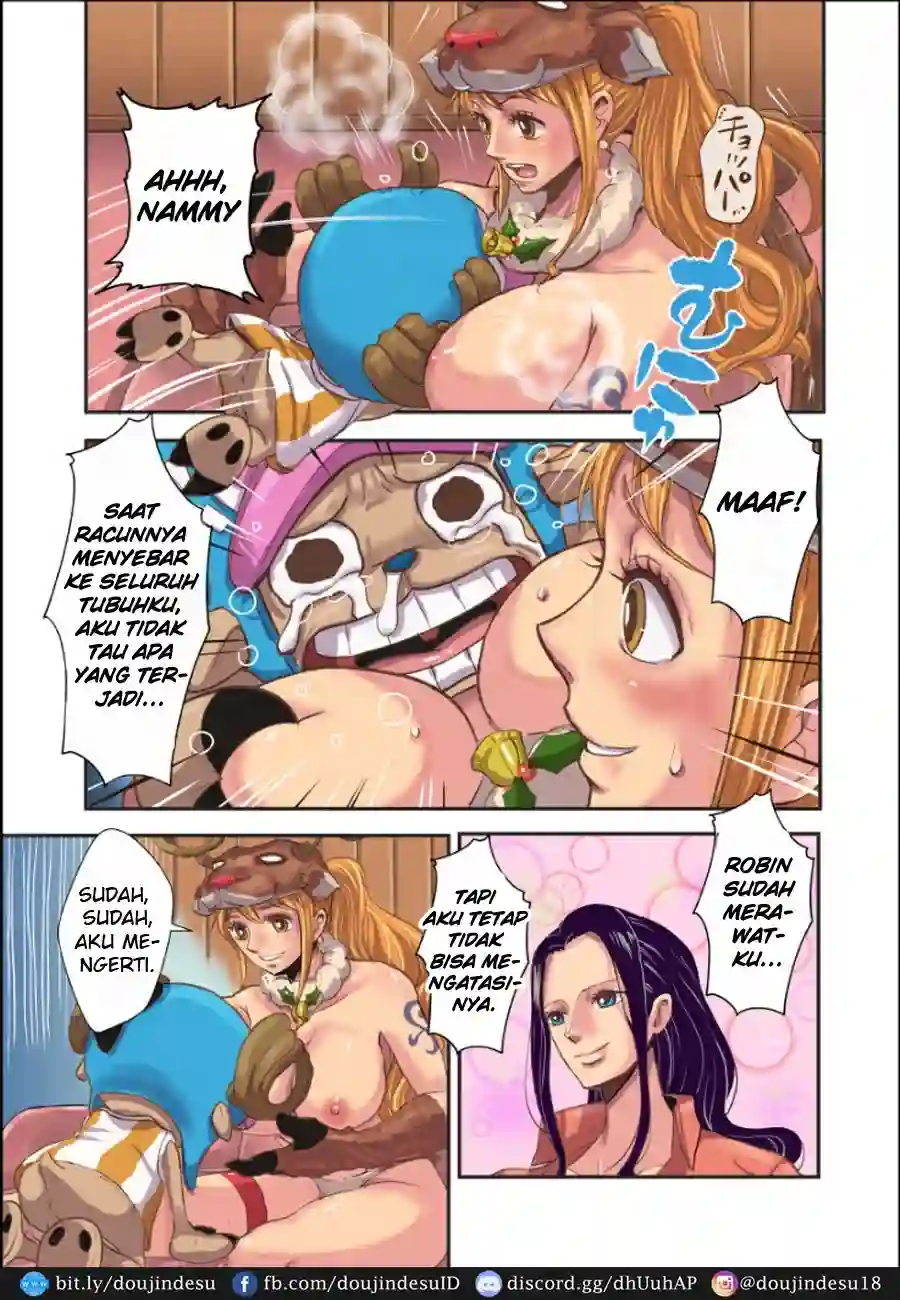 チョッパー…
AHHH,
NAMMY
MAAF!
SAAT
RACUNNYA
MENYEBAR
KE SELURUH
TUBUHKU,
AKU TIDAK
TAU APA
YANG TER-
JADI...
ROBIN
SUDAH
MERA-
WAT-
KU...
TAPI
AKU TETAP
TIDAK
BISA ME-
NGATASI-
NYA.
SUDAH,
SUDAH,
AKU ME-
NGERTI.
www bit.ly/doujindesu fb.com/doujindesuID discord.gg/dhUuhAP @doujindesu18